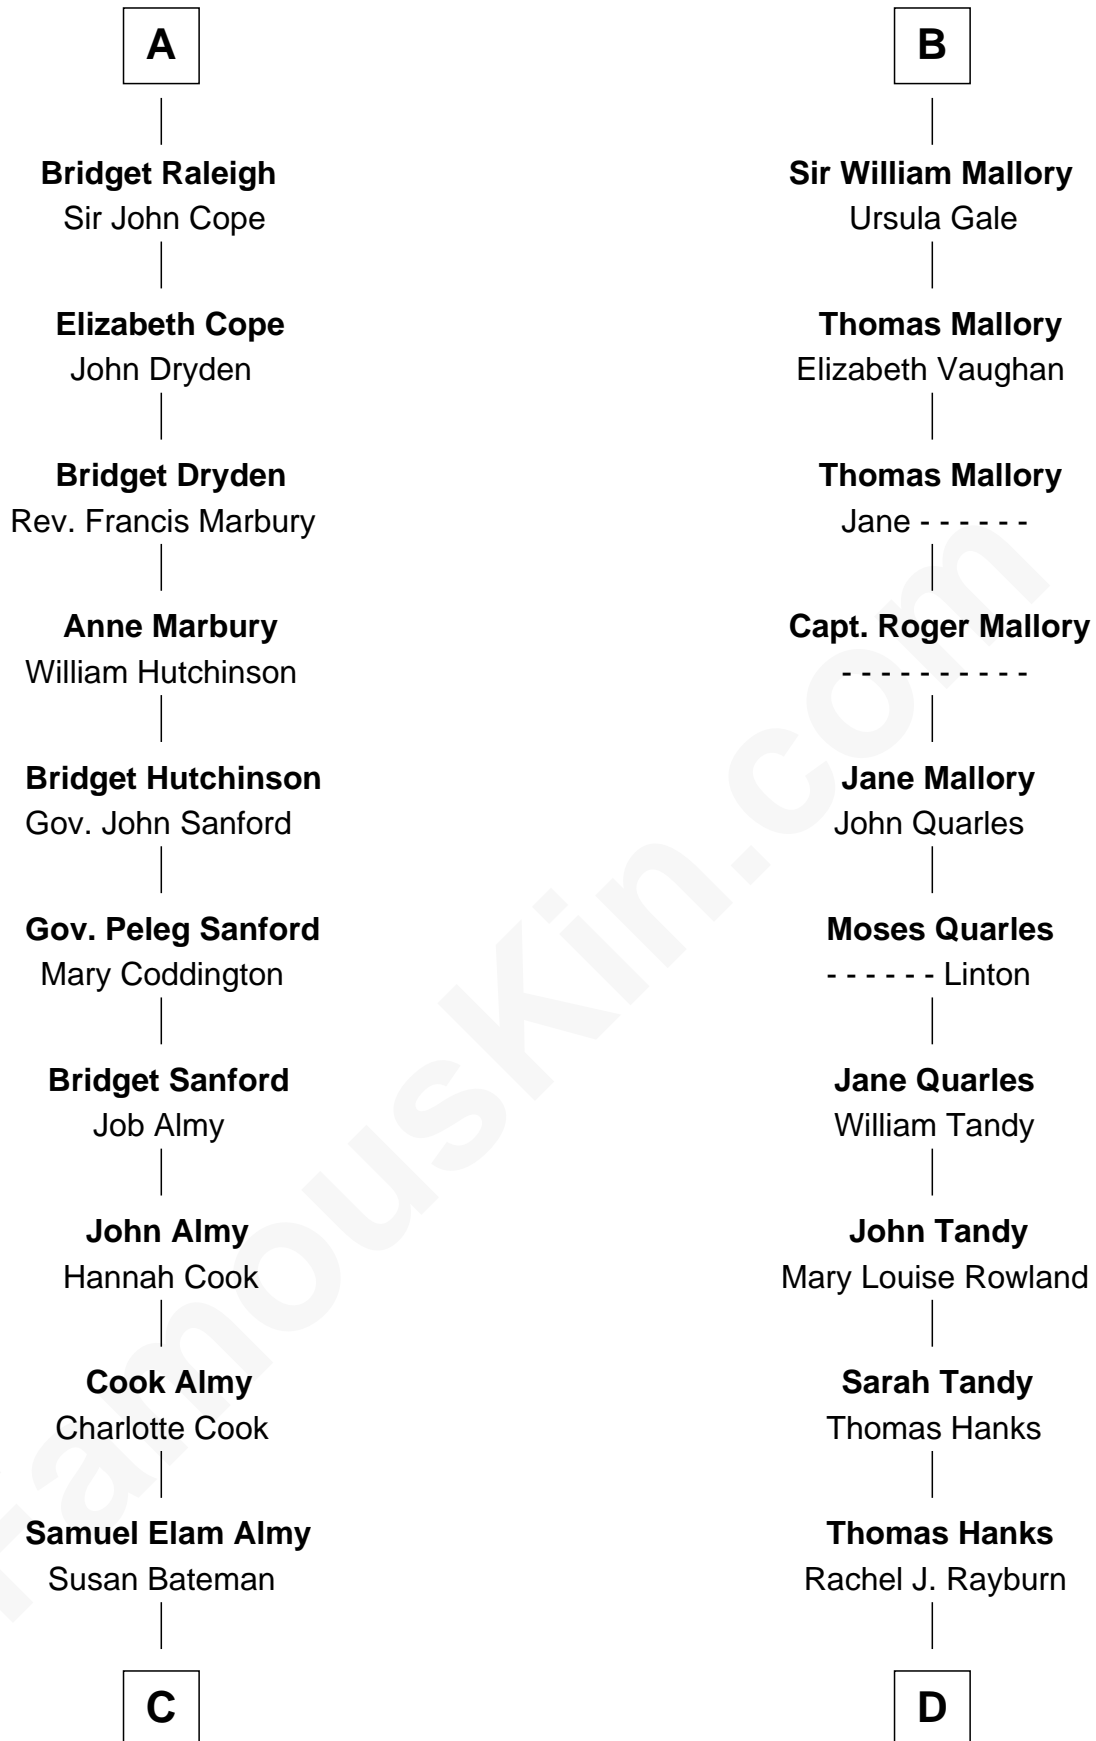 A
Bridget Raleigh
Sir John Cope
Elizabeth Cope
John Dryden
Bridget Dryden
Rev. Francis Marbury
Anne Marbury
William Hutchinson
Bridget Hutchinson
Gov. John Sanford
Gov. Peleg Sanford
Mary Coddington
Bridget Sanford
Job Almy
John Almy
Hannah Cook
Cook Almy
Charlotte Cook
Samuel Elam Almy
Susan Bateman
C
B
Sir William Mallory
Ursula Gale
Thomas Mallory
Elizabeth Vaughan
Thomas Mallory
Jane - - - - - -
Capt. Roger Mallory
- - - - - - - - - -
Jane Mallory
John Quarles
Moses Quarles
- - - - - - Linton
Jane Quarles
William Tandy
John Tandy
Mary Louise Rowland
Sarah Tandy
Thomas Hanks
Thomas Hanks
Rachel J. Rayburn
D
FamousKin.com